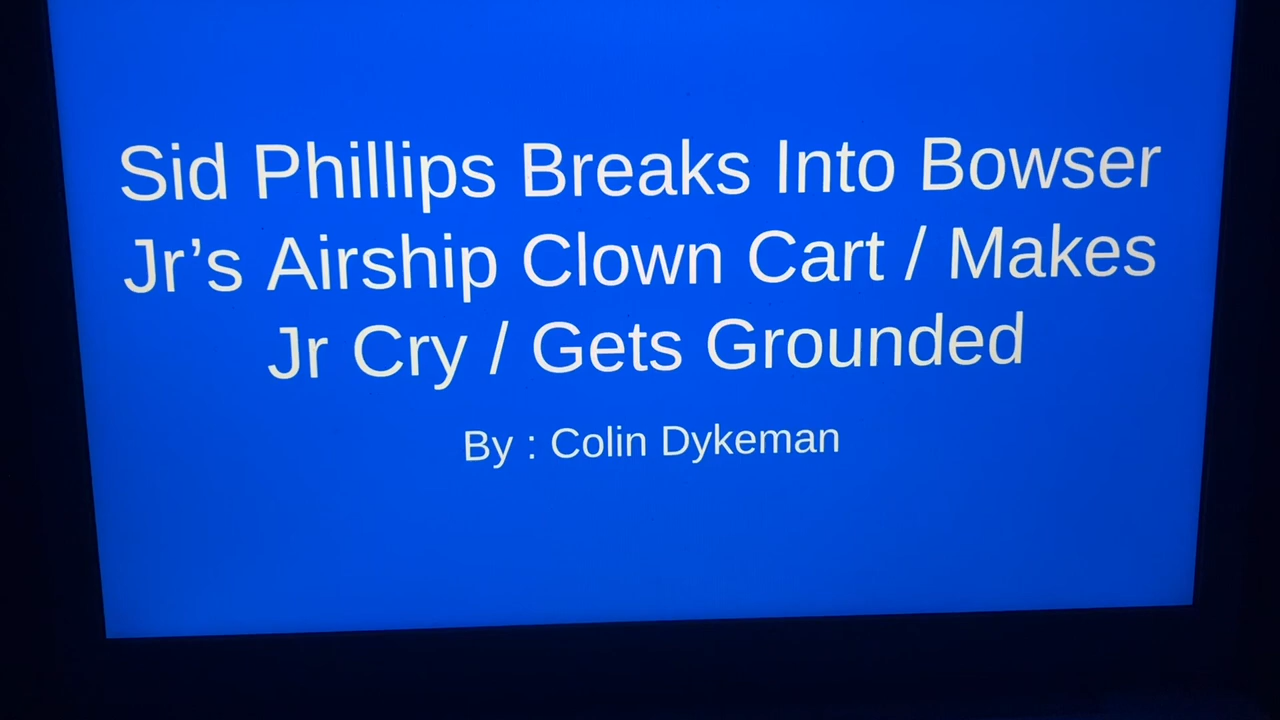 Sid Phillips Breaks Into Bowser
Jr’s Airship Clown Cart / Makes
Jr Cry / Gets Grounded
By : Colin Dykeman